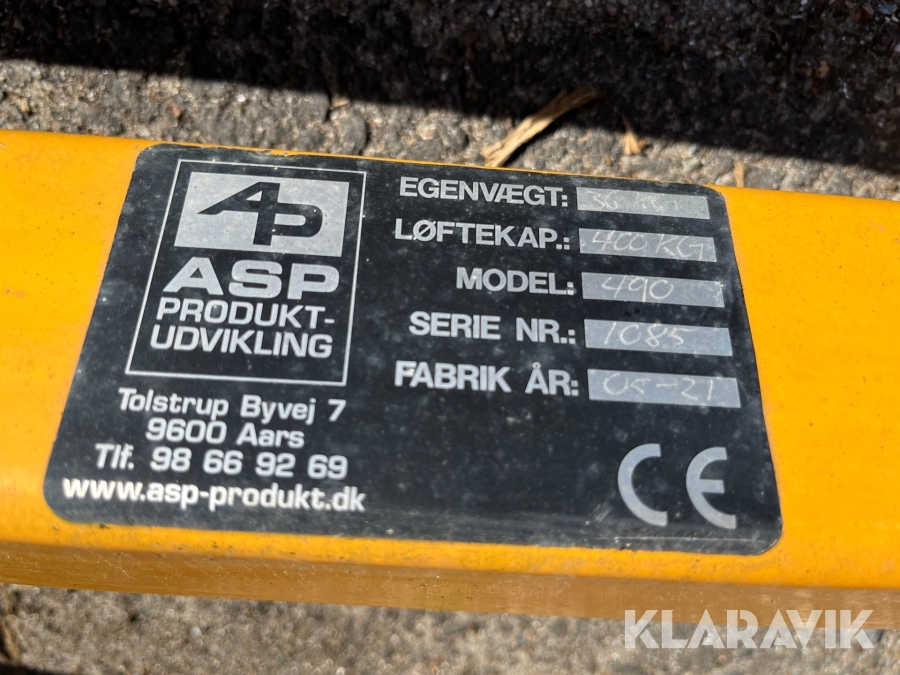 AP
ASP
PRODUKT-
UDVIKLING
Tolstrup Byvej 7
9600 Aars
Tlf. 98 66 92 69
www.asp-produkt.dk
EGENVÆGT:
LØFTEKAP.: 400 KG
MODEL: 490
SERIE NR.: 1085
FABRIK ÅR: 05-21
CE
KLARAVIK